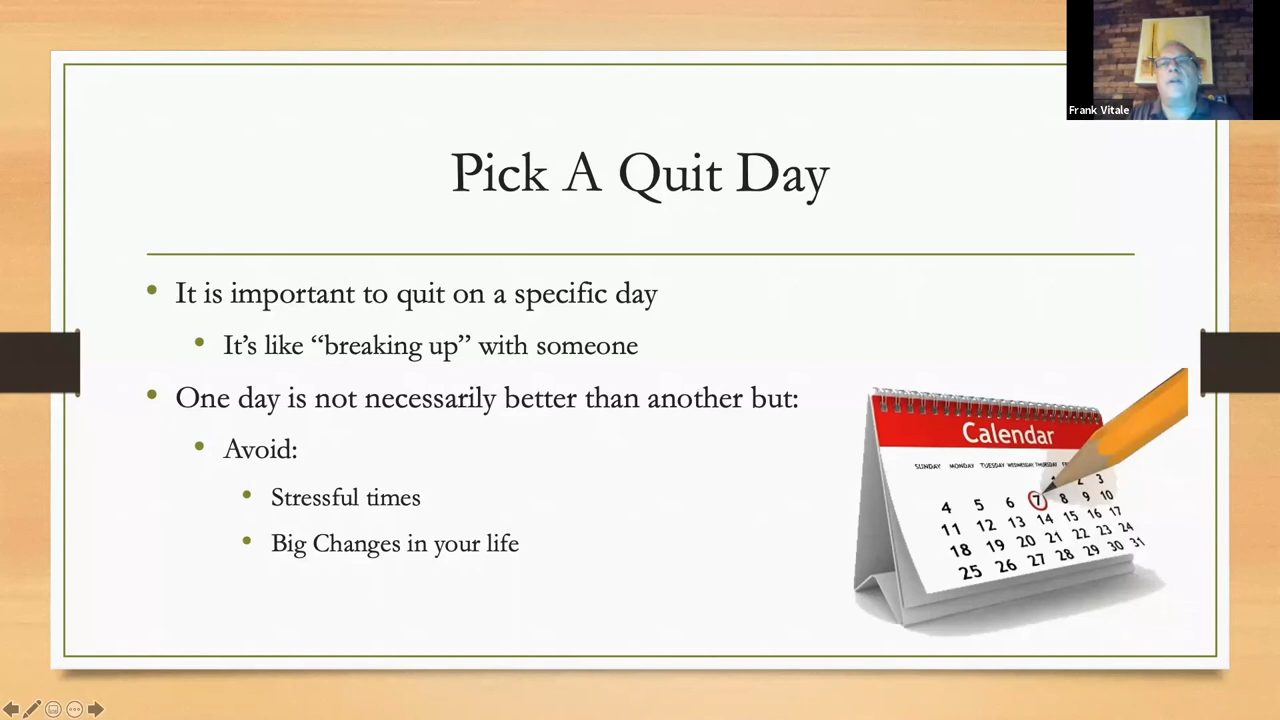 Frank Vitale
Pick A Quit Day
It is important to quit on a specific day
It’s like “breaking up” with someone
One day is not necessarily better than another but:
Avoid:
Stressful times
Big Changes in your life
Calendar
SUNDAY MONDAY TUESDAY WEDNESDAY THURSDAY
1 2 3
4 5 6 7 8 9 10
11 12 13 14 15 16 17
18 19 20 21 22 23 24
25 26 27 28 29 30 31